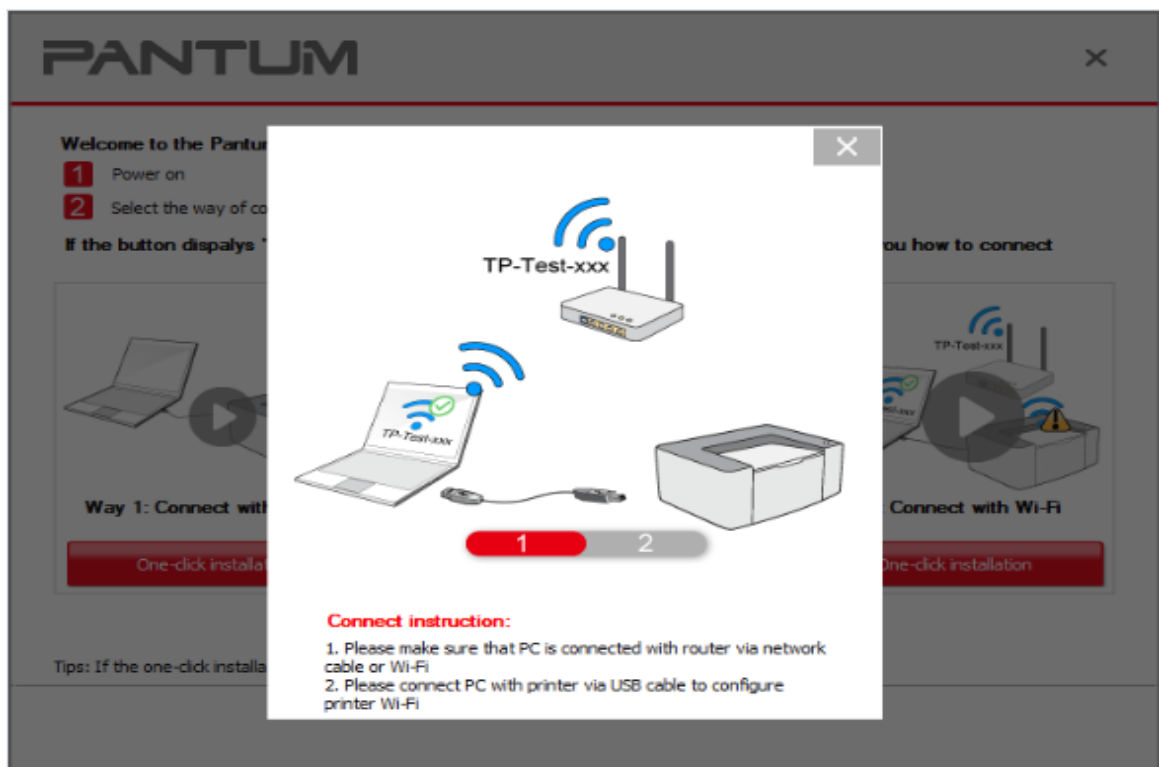 PANTUM
Welcome to the Pantum
1 Power on
2 Select the way of co
If the button dispalys "
ou how to connect
TP-Test-xxx
TP-Test-xxx
TP-Test-xxx
Way 1: Connect with
: Connect with Wi-Fi
One-click installat
One-click installation
1 2
Connect instruction:
1. Please make sure that PC is connected with router via network
cable or Wi-Fi
2. Please connect PC with printer via USB cable to configure
printer Wi-Fi
Tips: If the one-click installa